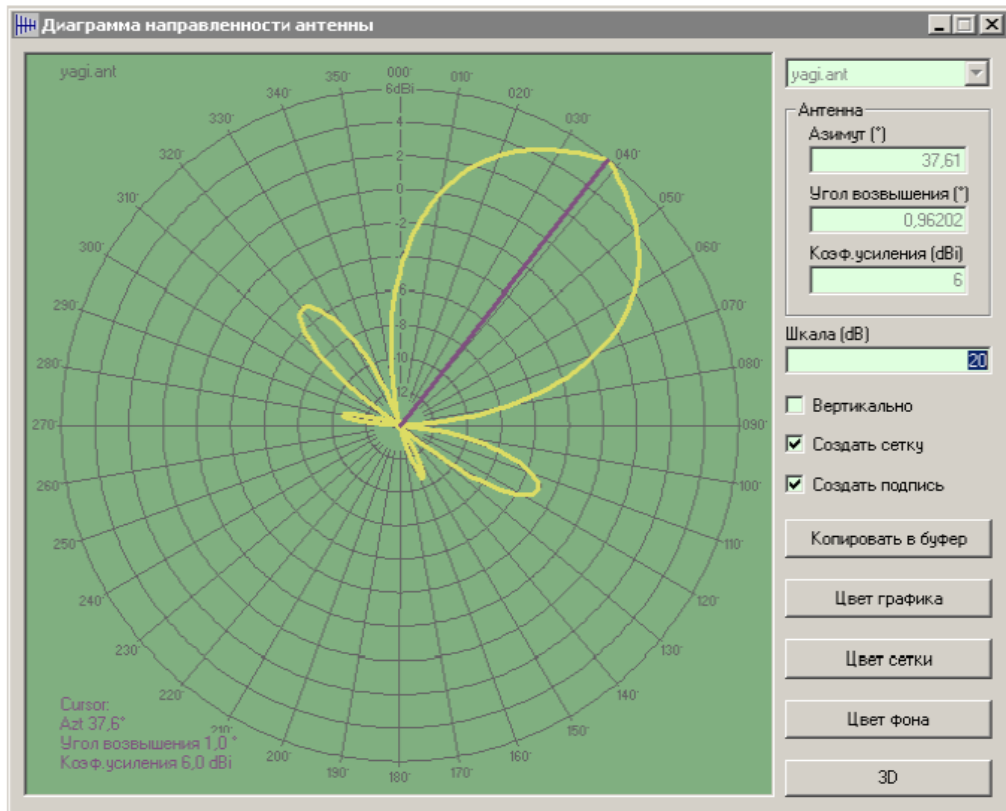 Диаграмма направленности антенны
yagi.ant
000°
010°
020°
030°
040°
050°
060°
070°
080°
090°
100°
110°
120°
130°
140°
150°
160°
170°
180°
190°
200°
210°
220°
230°
240°
250°
260°
270°
280°
290°
300°
310°
320°
330°
340°
350°
6dBi
4
2
0
-2
-4
-6
-8
-10
-12
Cursor:
Azt 37,6°
Угол возвышения 1,0 °
Коэф.усиления 6,0 dBi
yagi.ant
Антенна
Азимут (°)
37,61
Угол возвышения (°)
0,96202
Коэф.усиления (dBi)
6
Шкала (dB)
20
Вертикально
Создать сетку
Создать подпись
Копировать в буфер
Цвет графика
Цвет сетки
Цвет фона
3D